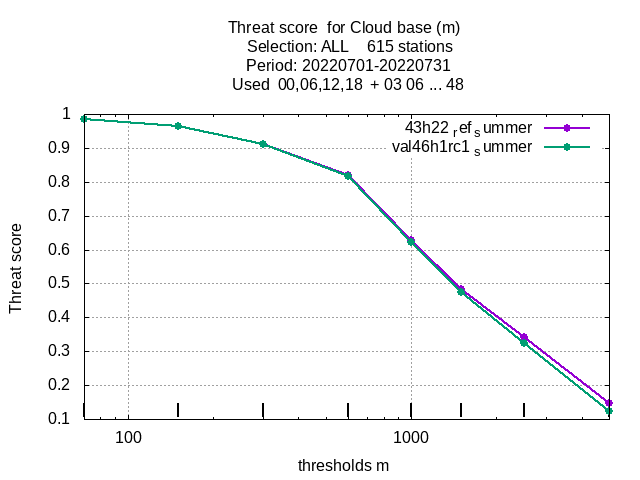 Threat score  for Cloud base (m)
Selection: ALL    615 stations
Period: 20220701-20220731
Used  00,06,12,18  + 03 06 ... 48
43h22_ref_summer
val46h1rc1_summer
1
0.9
0.8
0.7
0.6
0.5
0.4
0.3
0.2
0.1
Threat score
100 1000
thresholds m